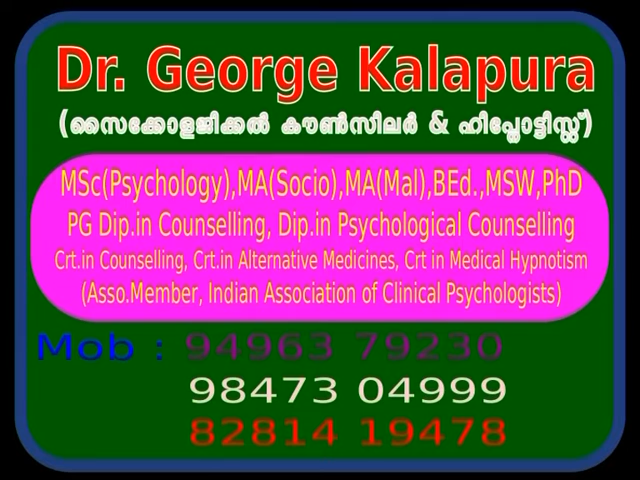 Dr. George Kalapura
(സൈക്കോളജിക്കൽ കൗൺസിലർ & ഹിപ്നോട്ടിസ്റ്റ്)
MSc(Psychology),MA(Socio),MA(Mal),BEd.,MSW,PhD
PG Dip.in Counselling, Dip.in Psychological Counselling
Crt.in Counselling, Crt.in Alternative Medicines, Crt in Medical Hypnotism
(Asso.Member, Indian Association of Clinical Psychologists)
Mob : 94963 79230
98473 04999
82814 19478